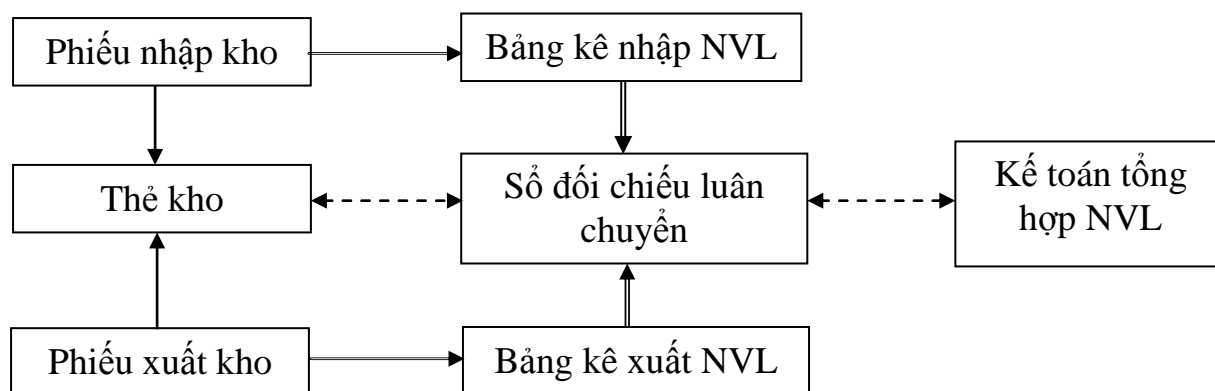 Phiếu nhập kho
Bảng kê nhập NVL
Thẻ kho
Sổ đối chiếu luân
chuyển
Kế toán tổng
hợp NVL
Phiếu xuất kho
Bảng kê xuất NVL